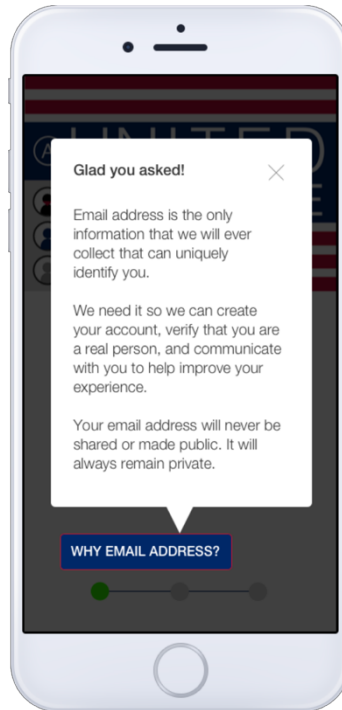 UNITED
Glad you asked!
Email address is the only
information that we will ever
collect that can uniquely
identify you.
We need it so we can create
your account, verify that you are
a real person, and communicate
with you to help improve your
experience.
Your email address will never be
shared or made public. It will
always remain private.
WHY EMAIL ADDRESS?